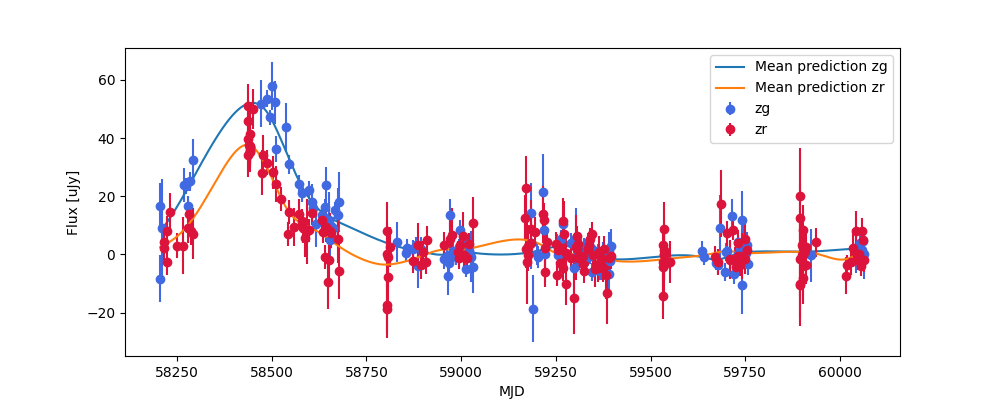 Mean prediction zg
Mean prediction zr
zg
zr
Flux [uJy]
60
40
20
0
−20
58250 58500 58750 59000 59250 59500 59750 60000
MJD